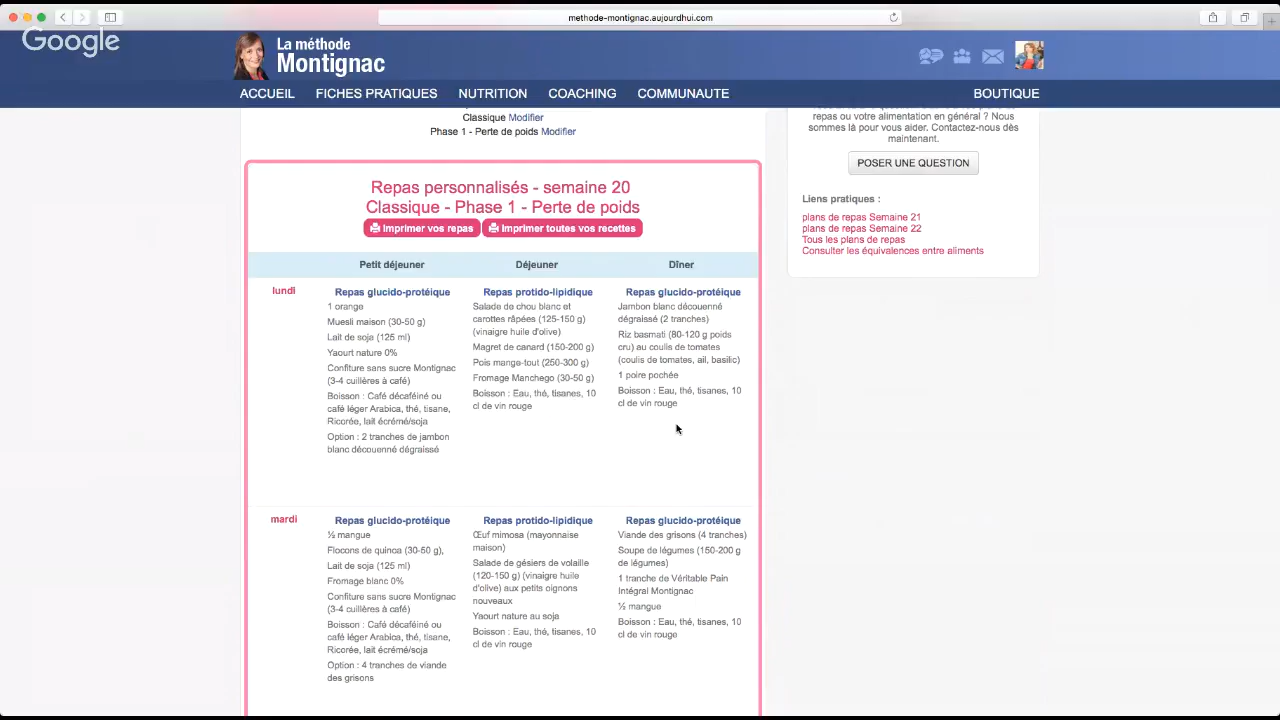 methode-montignac.aujourdhui.com
Google
La méthode
Montignac
ACCUEIL FICHES PRATIQUES NUTRITION COACHING COMMUNAUTE BOUTIQUE
Classique Modifier
Phase 1 - Perte de poids Modifier
Repas personnalisés - semaine 20
Classique - Phase 1 - Perte de poids
Imprimer vos repas Imprimer toutes vos recettes
Petit déjeuner Déjeuner Dîner
lundi
Repas glucido-protéique
1 orange
Muesli maison (30-50 g)
Lait de soja (125 ml)
Yaourt nature 0%
Confiture sans sucre Montignac
(3-4 cuillères à café)
Boisson : Café décaféiné ou
café léger Arabica, thé, tisane,
Ricorée, lait écrémé/soja
Option : 2 tranches de jambon
blanc découenné dégraissé
Repas protido-lipidique
Salade de chou blanc et
carottes râpées (125-150 g)
(vinaigre huile d'olive)
Magret de canard (150-200 g)
Pois mange-tout (250-300 g)
Fromage Manchego (30-50 g)
Boisson : Eau, thé, tisanes, 10
cl de vin rouge
Repas glucido-protéique
Jambon blanc découenné
dégraissé (2 tranches)
Riz basmati (80-120 g poids
cru) au coulis de tomates
(coulis de tomates, ail, basilic)
1 poire pochée
Boisson : Eau, thé, tisanes, 10
cl de vin rouge
mardi
Repas glucido-protéique
½ mangue
Flocons de quinoa (30-50 g),
Lait de soja (125 ml)
Fromage blanc 0%
Confiture sans sucre Montignac
(3-4 cuillères à café)
Boisson : Café décaféiné ou
café léger Arabica, thé, tisane,
Ricorée, lait écrémé/soja
Option : 4 tranches de viande
des grisons
Repas protido-lipidique
Œuf mimosa (mayonnaise
maison)
Salade de gésiers de volaille
(120-150 g) (vinaigre huile
d'olive) aux petits oignons
nouveaux
Yaourt nature au soja
Boisson : Eau, thé, tisanes, 10
cl de vin rouge
Repas glucido-protéique
Viande des grisons (4 tranches)
Soupe de légumes (150-200 g
de légumes)
1 tranche de Véritable Pain
Intégral Montignac
½ mangue
Boisson : Eau, thé, tisanes, 10
cl de vin rouge
repas ou votre alimentation en général ? Nous
sommes là pour vous aider. Contactez-nous dès
maintenant.
POSER UNE QUESTION
Liens pratiques :
plans de repas Semaine 21
plans de repas Semaine 22
Tous les plans de repas
Consulter les équivalences entre aliments